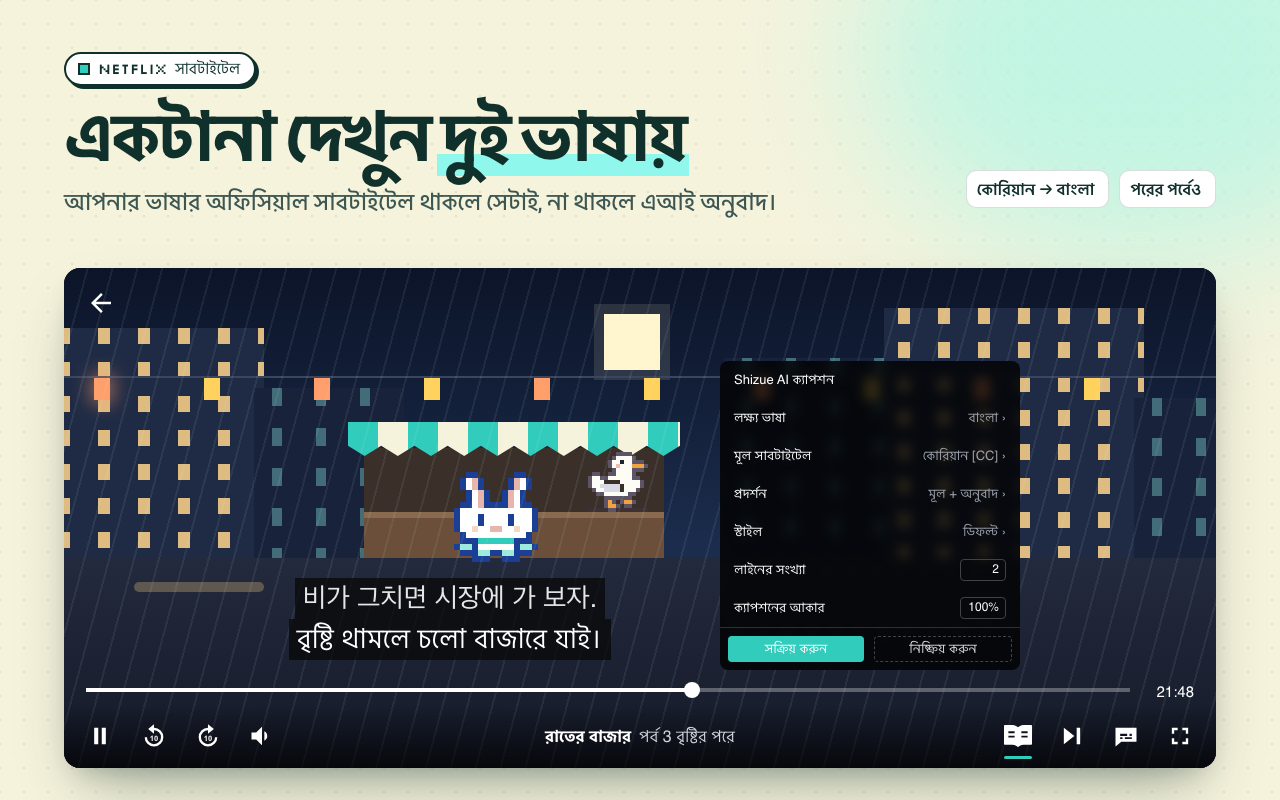 NETFLIX সাবটাইটেল
একটানা দেখুন দুই ভাষায়
আপনার ভাষার অফিসিয়াল সাবটাইটেল থাকলে সেটাই, না থাকলে এআই অনুবাদ।
কোরিয়ান → বাংলা
পরের পর্বেও
Shizue AI ক্যাপশন
লক্ষ্য ভাষা বাংলা ›
মূল সাবটাইটেল কোরিয়ান [CC] ›
প্রদর্শন মূল + অনুবাদ ›
স্টাইল ডিফল্ট ›
লাইনের সংখ্যা 2
ক্যাপশনের আকার 100%
সক্রিয় করুন নিষ্ক্রিয় করুন
비가 그치면 시장에 가 보자.
বৃষ্টি থামলে চলো বাজারে যাই।
21:48
10 10
রাতের বাজার পর্ব 3 বৃষ্টির পরে